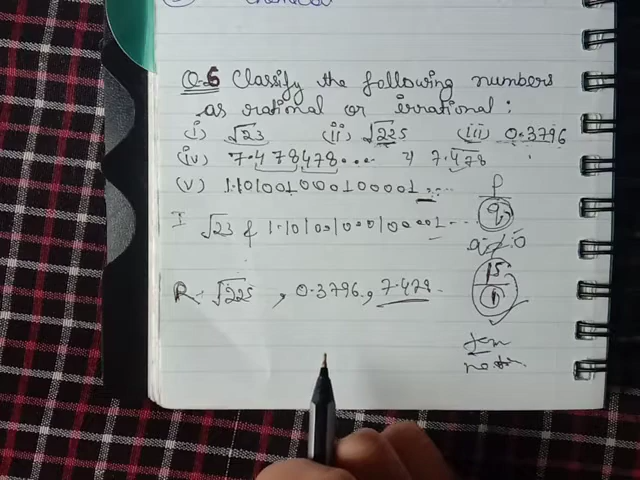 Q-6 Classify the following numbers
as rational or irrational :
(i) √23 (ii) √225 (iii) 0.3796
(iv) 7.478478.... 7.478
(v) 1.101001000100001...
I √23 & 1.101001000100001...
R → √225 , 0.3796, 7.478
p
q
q ≠ 0
15
1